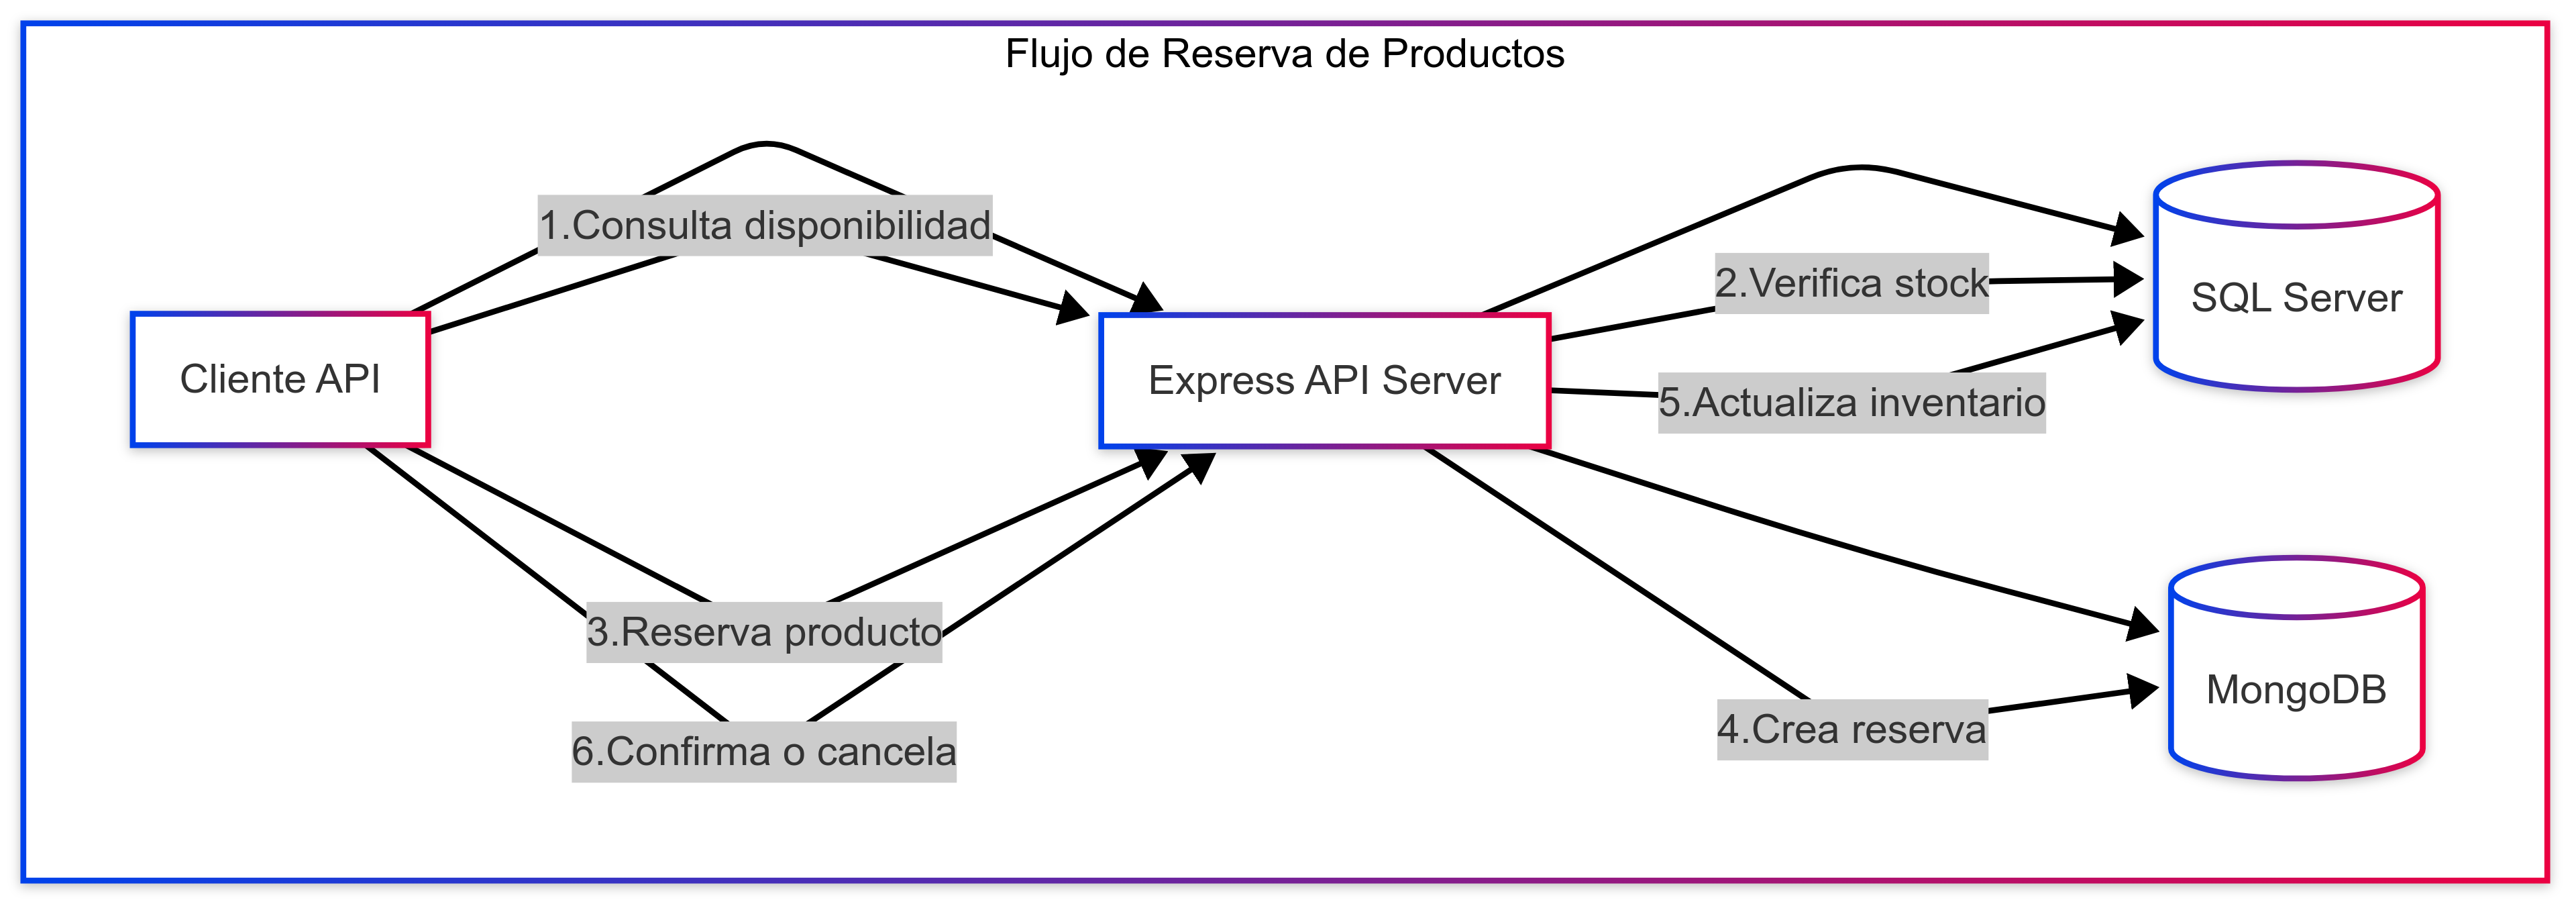 Flujo de Reserva de Productos
1.Consulta disponibilidad
2.Verifica stock
SQL Server
Cliente API
Express API Server
5.Actualiza inventario
3.Reserva producto
MongoDB
4.Crea reserva
6.Confirma o cancela